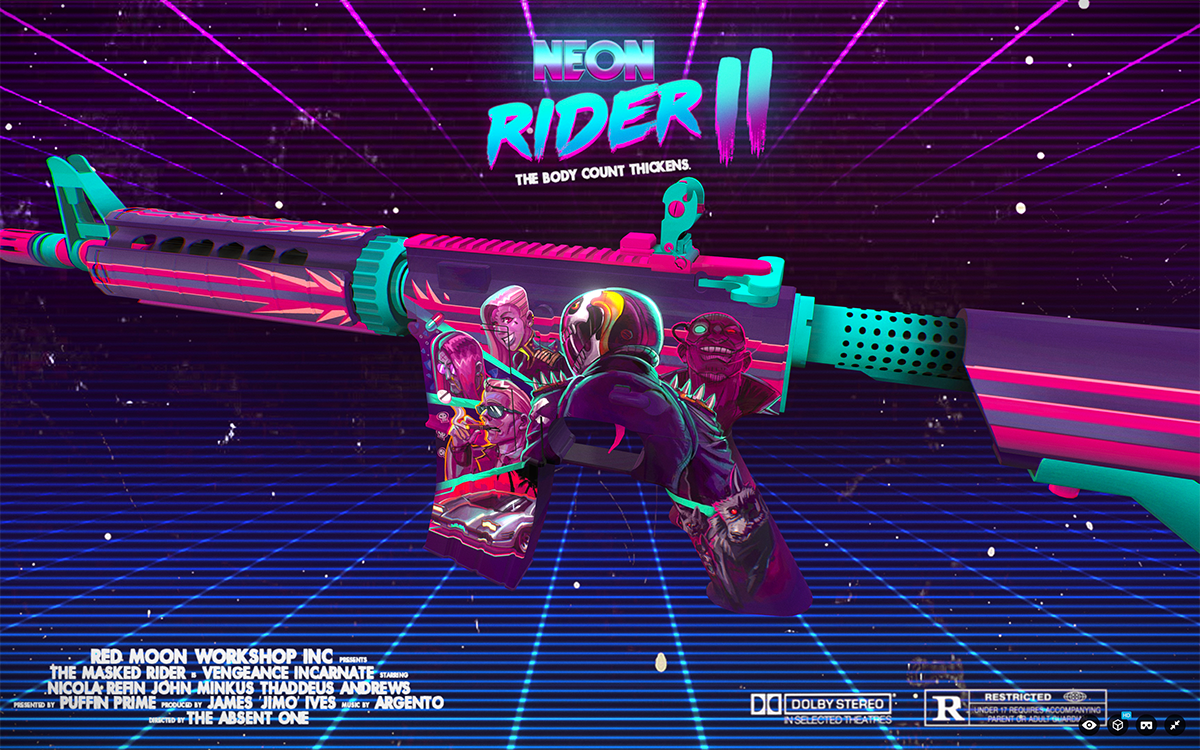 NEON
RIDER II
THE BODY COUNT THICKENS.
RED MOON WORKSHOP INC PRESENTS
THE MASKED RIDER in VENGEANCE INCARNATE STARRING
NICOLA REFIN JOHN MINKUS THADDEUS ANDREWS
PRESENTED BY PUFFIN PRIME PRODUCED BY JAMES 'JIMO' IVES MUSIC BY ARGENTO
DIRECTED BY THE ABSENT ONE
DOLBY STEREO
IN SELECTED THEATRES
R
RESTRICTED
UNDER 17 REQUIRES ACCOMPANYING
PARENT OR ADULT
HD